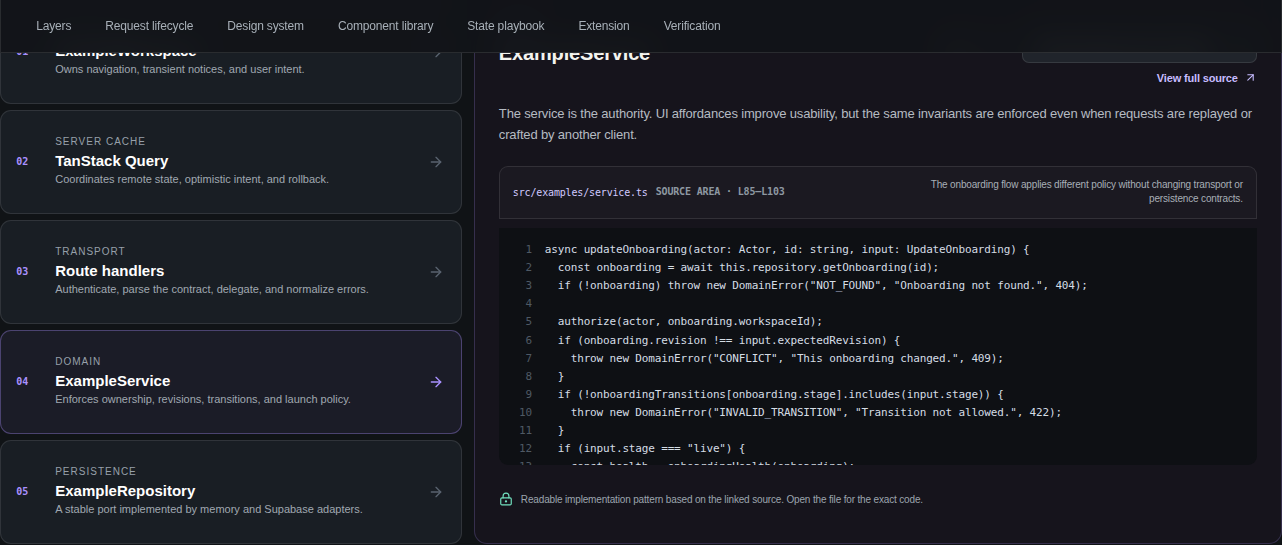 Layers
Request lifecycle
Design system
Component library
State playbook
Extension
Verification
01
ExampleWorkspace
Owns navigation, transient notices, and user intent.
SERVER CACHE
02
TanStack Query
Coordinates remote state, optimistic intent, and rollback.
TRANSPORT
03
Route handlers
Authenticate, parse the contract, delegate, and normalize errors.
DOMAIN
04
ExampleService
Enforces ownership, revisions, transitions, and launch policy.
PERSISTENCE
05
ExampleRepository
A stable port implemented by memory and Supabase adapters.
ExampleService
View full source
The service is the authority. UI affordances improve usability, but the same invariants are enforced even when requests are replayed or
crafted by another client.
src/examples/service.ts SOURCE AREA · L85–L103
The onboarding flow applies different policy without changing transport or
persistence contracts.
1 async updateOnboarding(actor: Actor, id: string, input: UpdateOnboarding) {
2 const onboarding = await this.repository.getOnboarding(id);
3 if (!onboarding) throw new DomainError("NOT_FOUND", "Onboarding not found.", 404);
4
5 authorize(actor, onboarding.workspaceId);
6 if (onboarding.revision !== input.expectedRevision) {
7 throw new DomainError("CONFLICT", "This onboarding changed.", 409);
8 }
9 if (!onboardingTransitions[onboarding.stage].includes(input.stage)) {
10 throw new DomainError("INVALID_TRANSITION", "Transition not allowed.", 422);
11 }
12 if (input.stage === "live") {
13 const health = onboardingHealth(onboarding);
Readable implementation pattern based on the linked source. Open the file for the exact code.